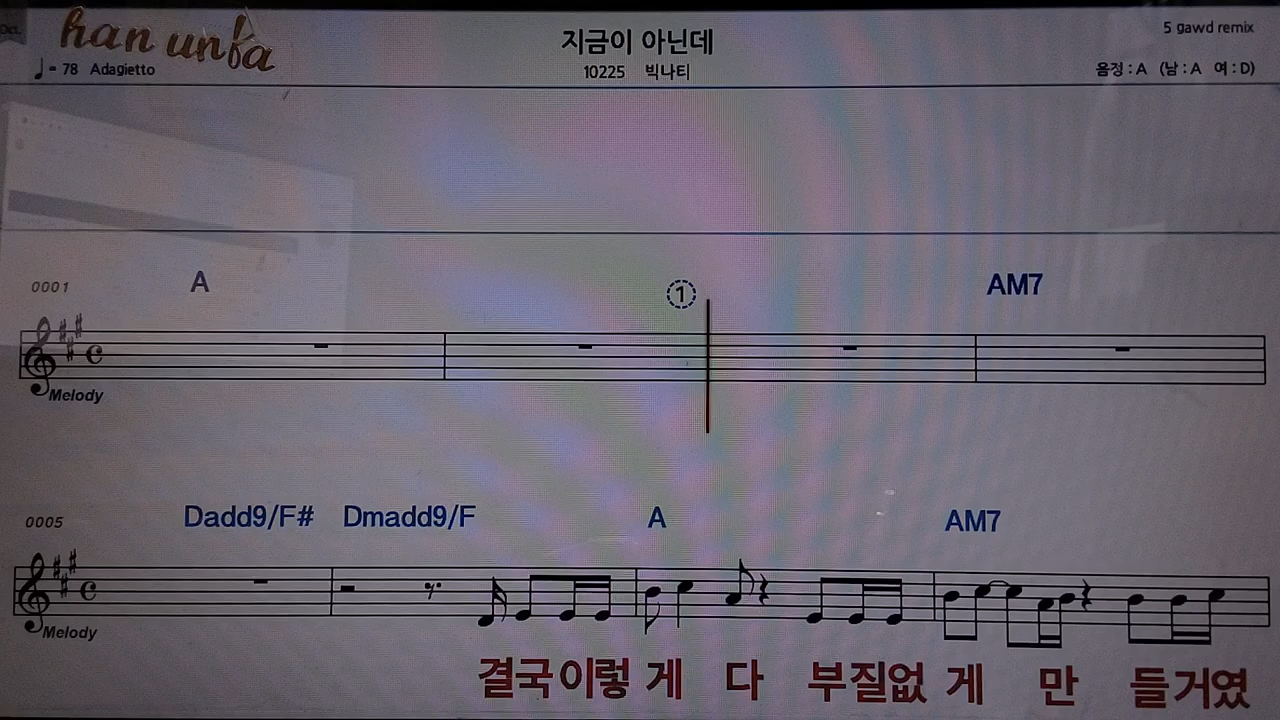 han unfa
지금이 아닌데
5 gawd remix
♩= 78 Adagietto
10225 빅나티
음정 : A (남 : A 여 : D)
0001 A ① AM7
Melody
0005 Dadd9/F# Dmadd9/F A AM7
Melody
결국이렇 게 다 부질없 게 만 들거였